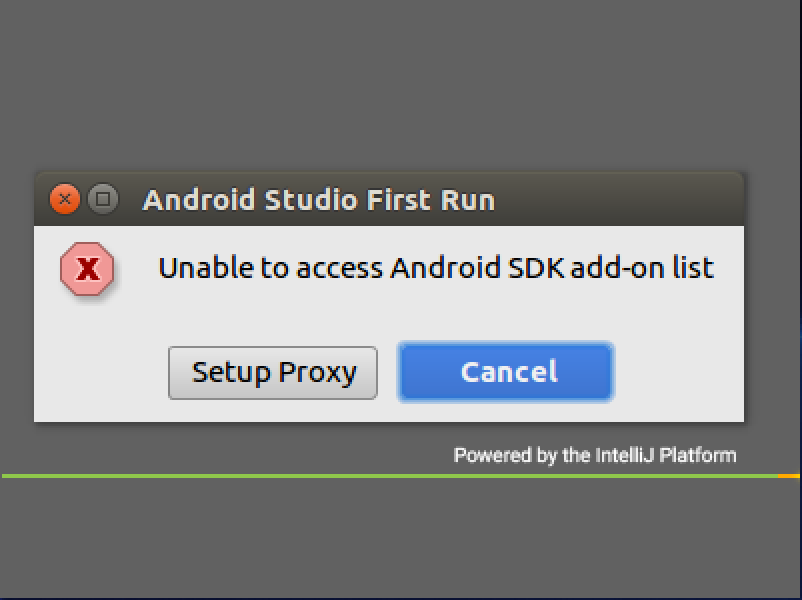 Android Studio First Run
X
Unable to access Android SDK add-on list
Setup Proxy
Cancel
Powered by the IntelliJ Platform